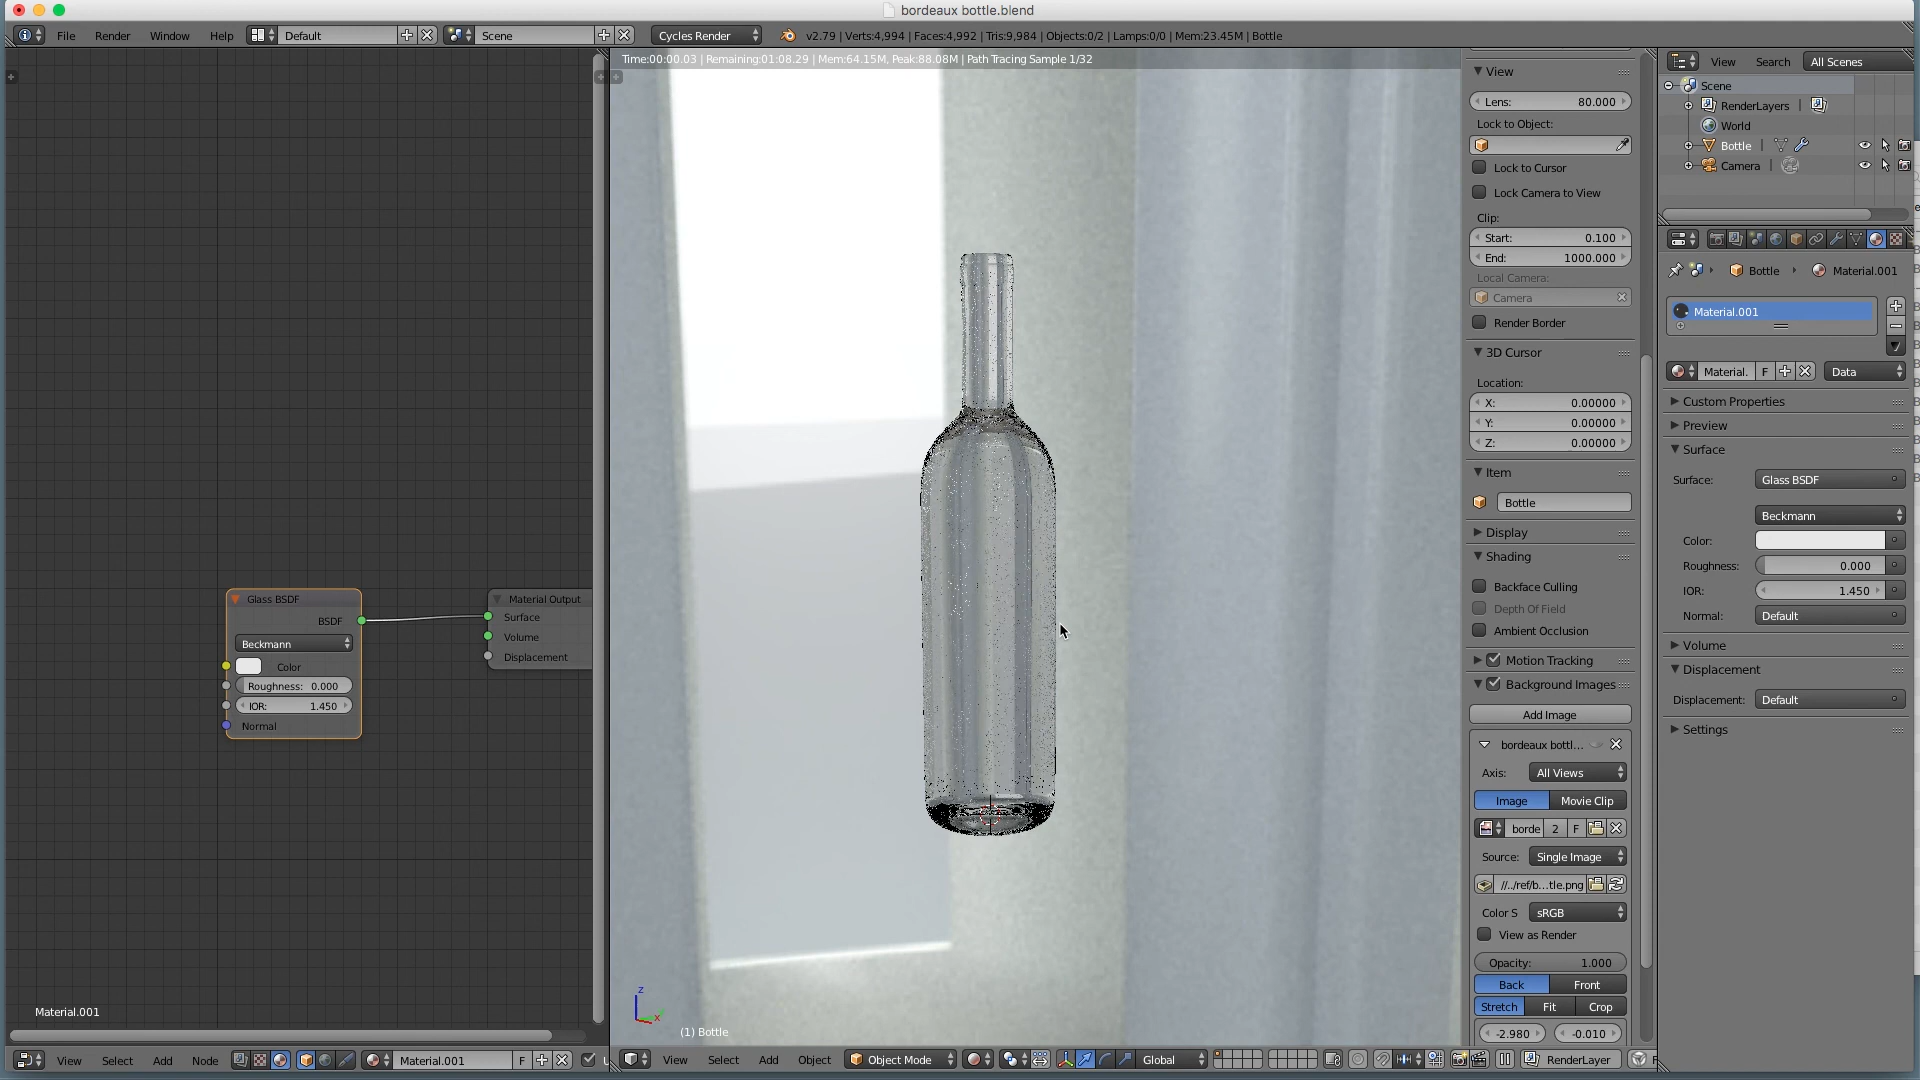 bordeaux bottle.blend
File Render Window Help Default Scene Cycles Render v2.79 | Verts:4,994 | Faces:4,992 | Tris:9,984 | Objects:0/2 | Lamps:0/0 | Mem:23.45M | Bottle
Time:00:00.03 | Remaining:01:08.29 | Mem:64.15M, Peak:88.08M | Path Tracing Sample 1/32
Glass BSDF
BSDF
Beckmann
Color
Roughness: 0.000
IOR: 1.450
Normal
Material Output
Surface
Volume
Displacement
Material.001
View Select Add Node Material.001 F
(1) Bottle
View Select Add Object Object Mode Global RenderLayer
View
Lens: 80.000
Lock to Object:
Lock to Cursor
Lock Camera to View
Clip:
Start: 0.100
End: 1000.000
Local Camera:
Camera
Render Border
3D Cursor
Location:
X: 0.00000
Y: 0.00000
Z: 0.00000
Item
Bottle
Display
Shading
Backface Culling
Depth Of Field
Ambient Occlusion
Motion Tracking
Background Images
Add Image
bordeaux bottl...
Axis: All Views
Image Movie Clip
borde 2 F
Source: Single Image
//../ref/b...tle.png
Color S sRGB
View as Render
Opacity: 1.000
Back Front
Stretch Fit Crop
-2.980 -0.010
View Search All Scenes
Scene
RenderLayers |
World
Bottle |
Camera |
Bottle Material.001
Material.001
Material. F Data
Custom Properties
Preview
Surface
Surface: Glass BSDF
Beckmann
Color:
Roughness: 0.000
IOR: 1.450
Normal: Default
Volume
Displacement
Displacement: Default
Settings
z
x